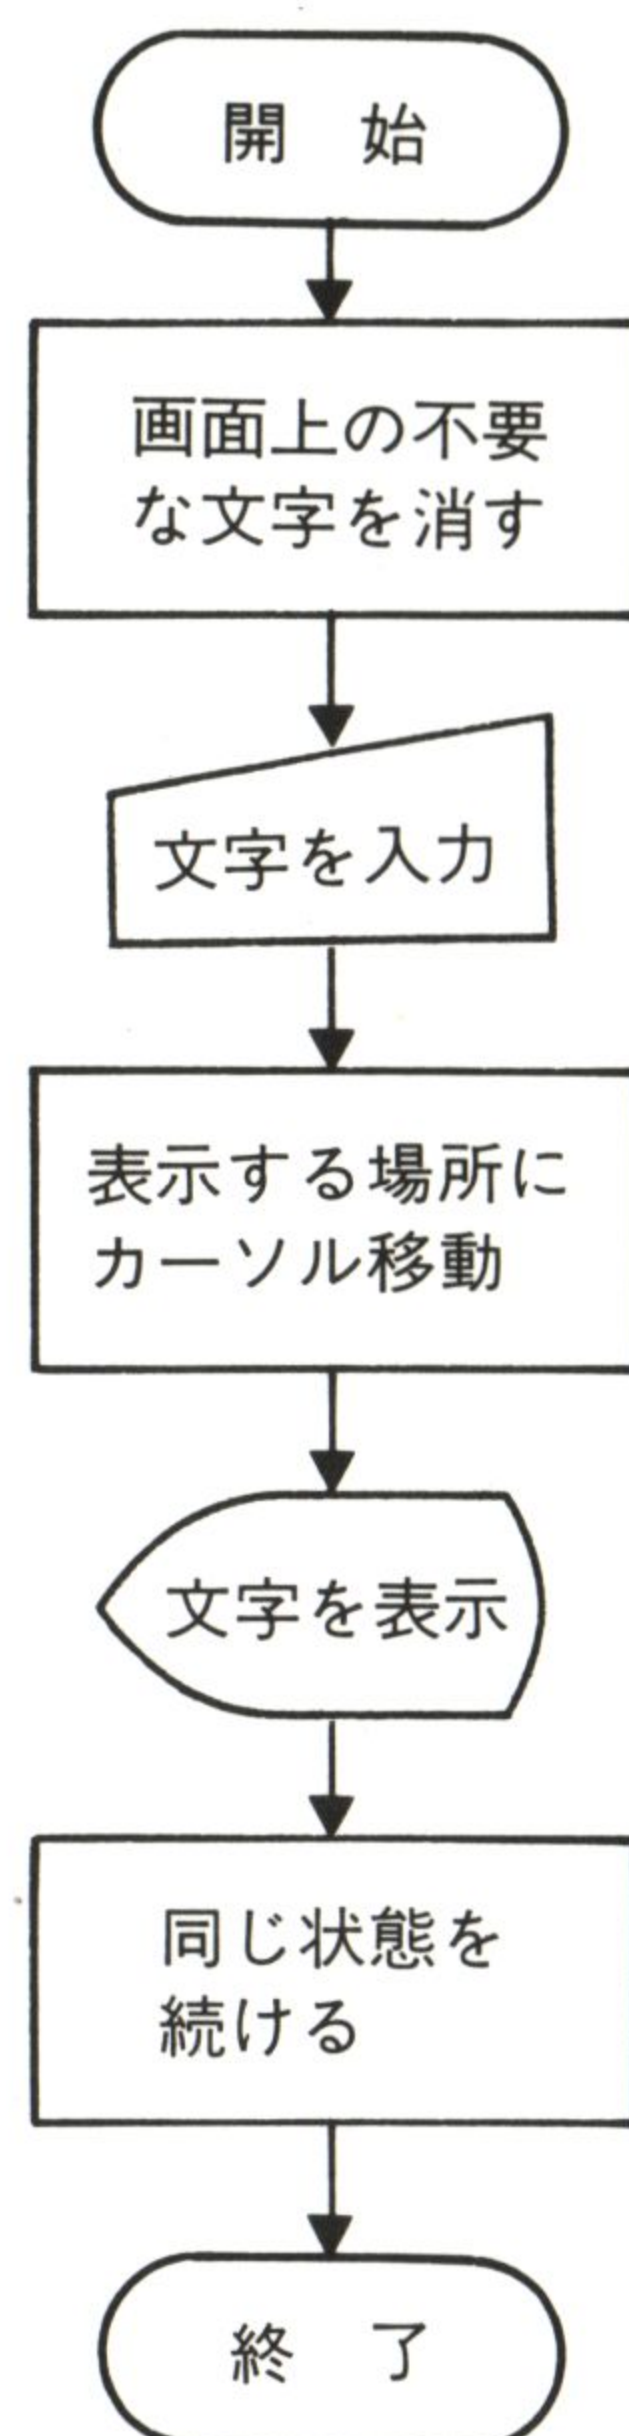 開　始
画面上の不要
な文字を消す
文字を入力
表示する場所に
カーソル移動
文字を表示
同じ状態を
続ける
終　了